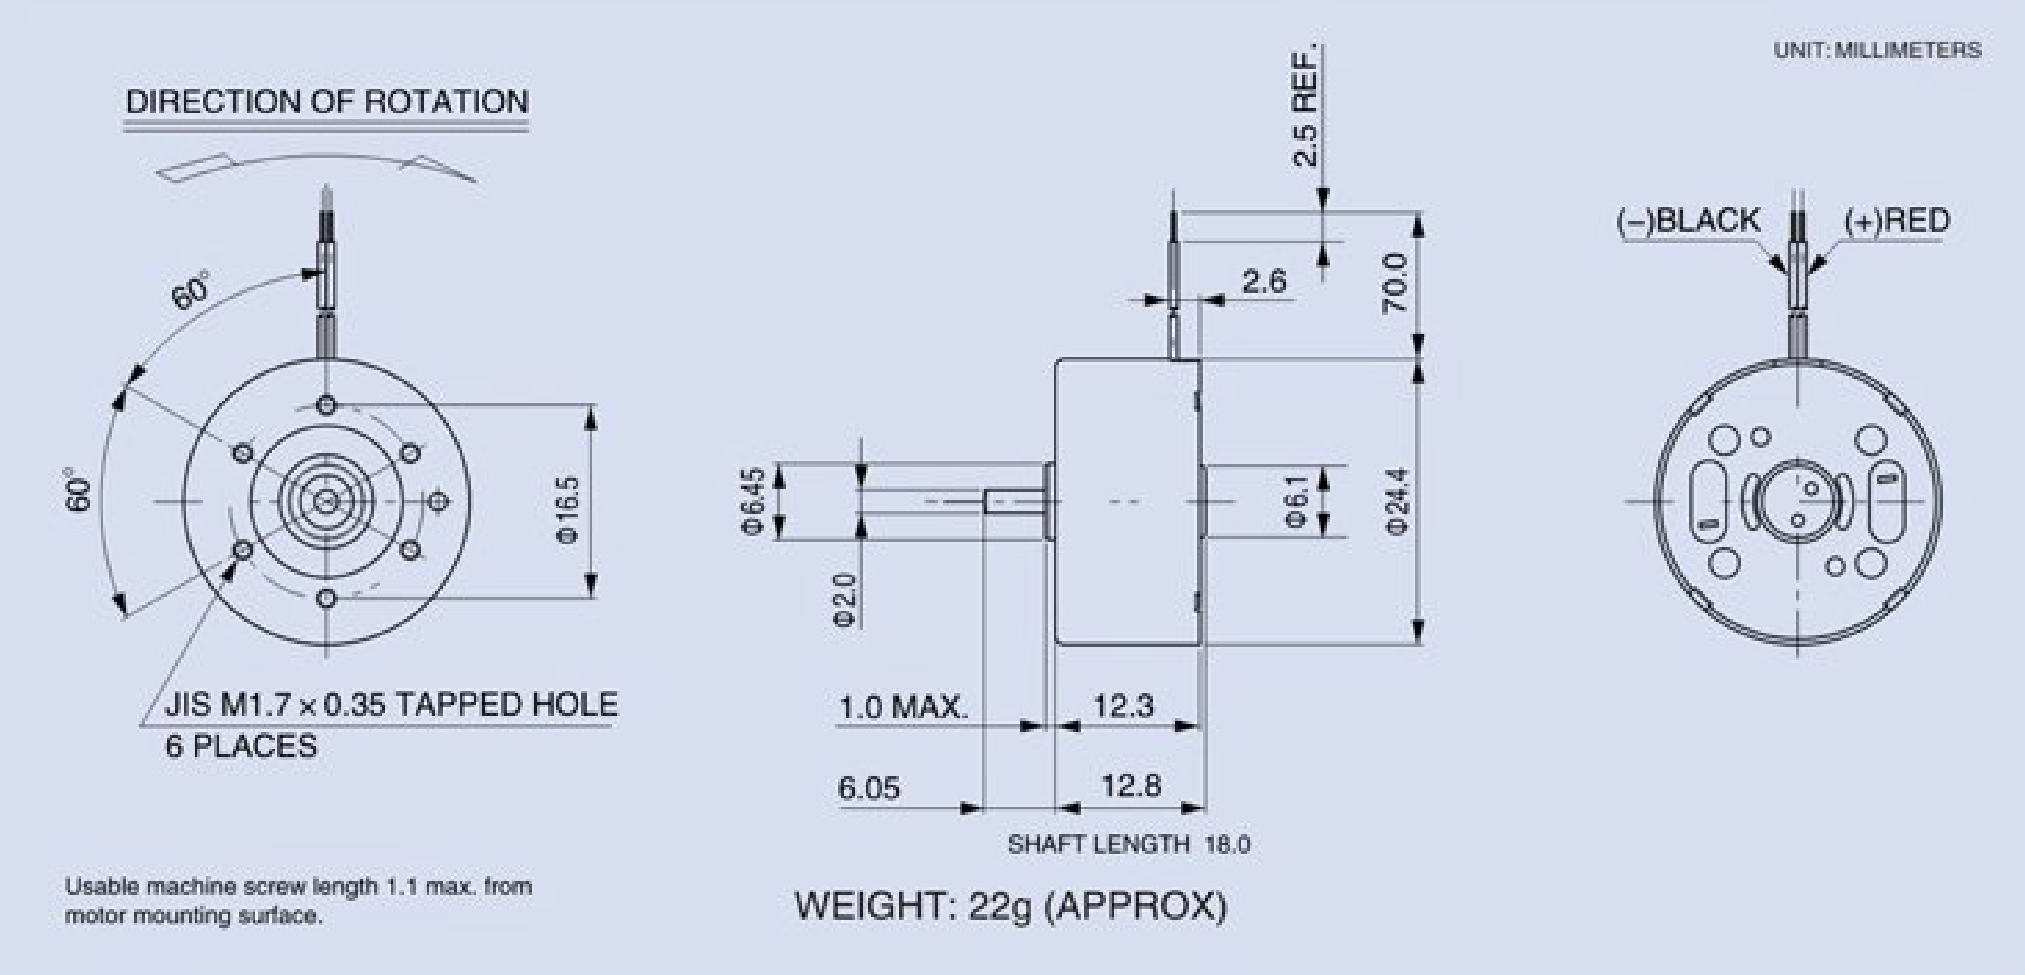 UNIT: MILLIMETERS
DIRECTION OF ROTATION
2.5 REF.
(−)BLACK
(+)RED
60°
2.6
70.0
60°
Φ16.5
Φ6.45
Φ2.0
Φ6.1
Φ24.4
JIS M1.7 × 0.35 TAPPED HOLE
6 PLACES
1.0 MAX.
12.3
6.05
12.8
SHAFT LENGTH 18.0
Usable machine screw length 1.1 max. from
motor mounting surface.
WEIGHT: 22g (APPROX)